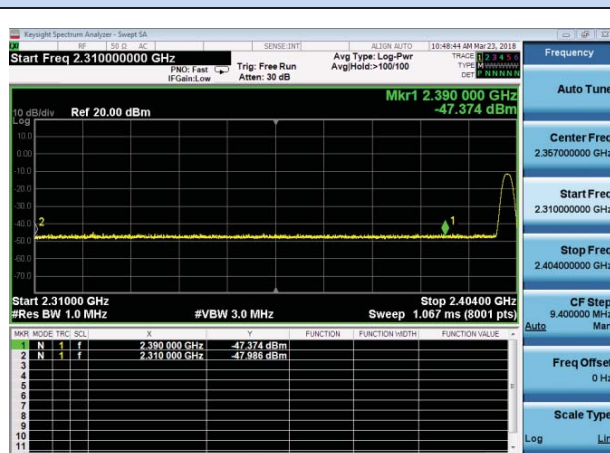 Keysight Spectrum Analyzer - Swept SA
RF 50 Ω AC SENSE:INT ALIGN AUTO 10:48:44 AM Mar 23, 2018
Start Freq 2.310000000 GHz
PNO: Fast
IFGain:Low
Trig: Free Run
Atten: 30 dB
Avg Type: Log-Pwr
Avg|Hold:>100/100
TRACE 1 2 3 4 5 6
TYPE M WWWWW
DET P N N N N N
Mkr1 2.390 000 GHz
-47.374 dBm
10 dB/div Ref 20.00 dBm
Log
10.0
0.00
-10.0
-20.0
-30.0
-40.0
-50.0
-60.0
-70.0
2
1
Start 2.31000 GHz Stop 2.40400 GHz
#Res BW 1.0 MHz #VBW 3.0 MHz Sweep 1.067 ms (8001 pts)
MKR MODE TRC SCL X Y FUNCTION FUNCTION WIDTH FUNCTION VALUE
1 N 1 f 2.390 000 GHz -47.374 dBm
2 N 1 f 2.310 000 GHz -47.986 dBm
3
4
5
6
7
8
9
10
11
Frequency
Auto Tune
Center Freq
2.357000000 GHz
Start Freq
2.310000000 GHz
Stop Freq
2.404000000 GHz
CF Step
9.400000 MHz
Auto Man
Freq Offset
0 Hz
Scale Type
Log Lin